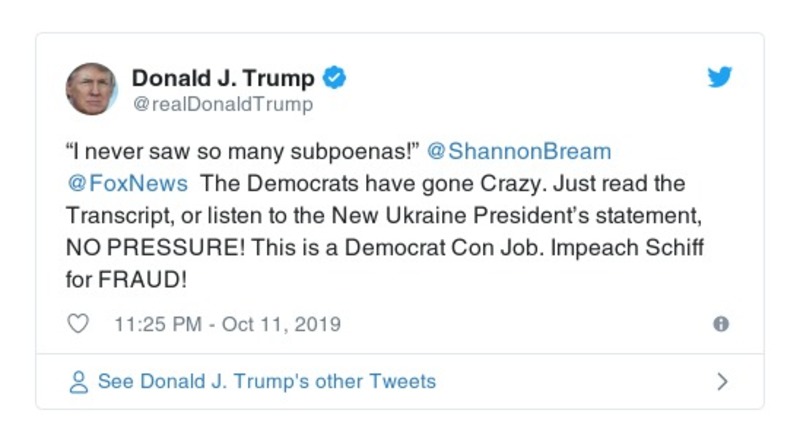 Donald J. Trump
@realDonaldTrump
“I never saw so many subpoenas!” @ShannonBream
@FoxNews The Democrats have gone Crazy. Just read the
Transcript, or listen to the New Ukraine President’s statement,
NO PRESSURE! This is a Democrat Con Job. Impeach Schiff
for FRAUD!
11:25 PM - Oct 11, 2019
See Donald J. Trump's other Tweets